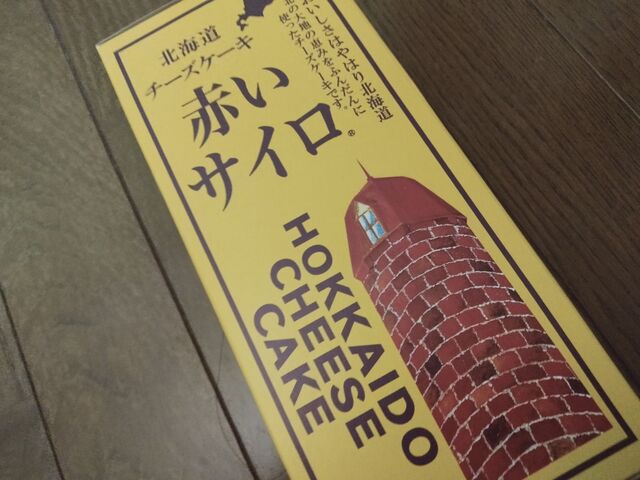 おいしさはやはり北海道
北の大地の恵みをふんだんに
使ったチーズケーキです。
北海道
チーズケーキ
赤い
サイロ®
HOKKAIDO
CHEESE
CAKE